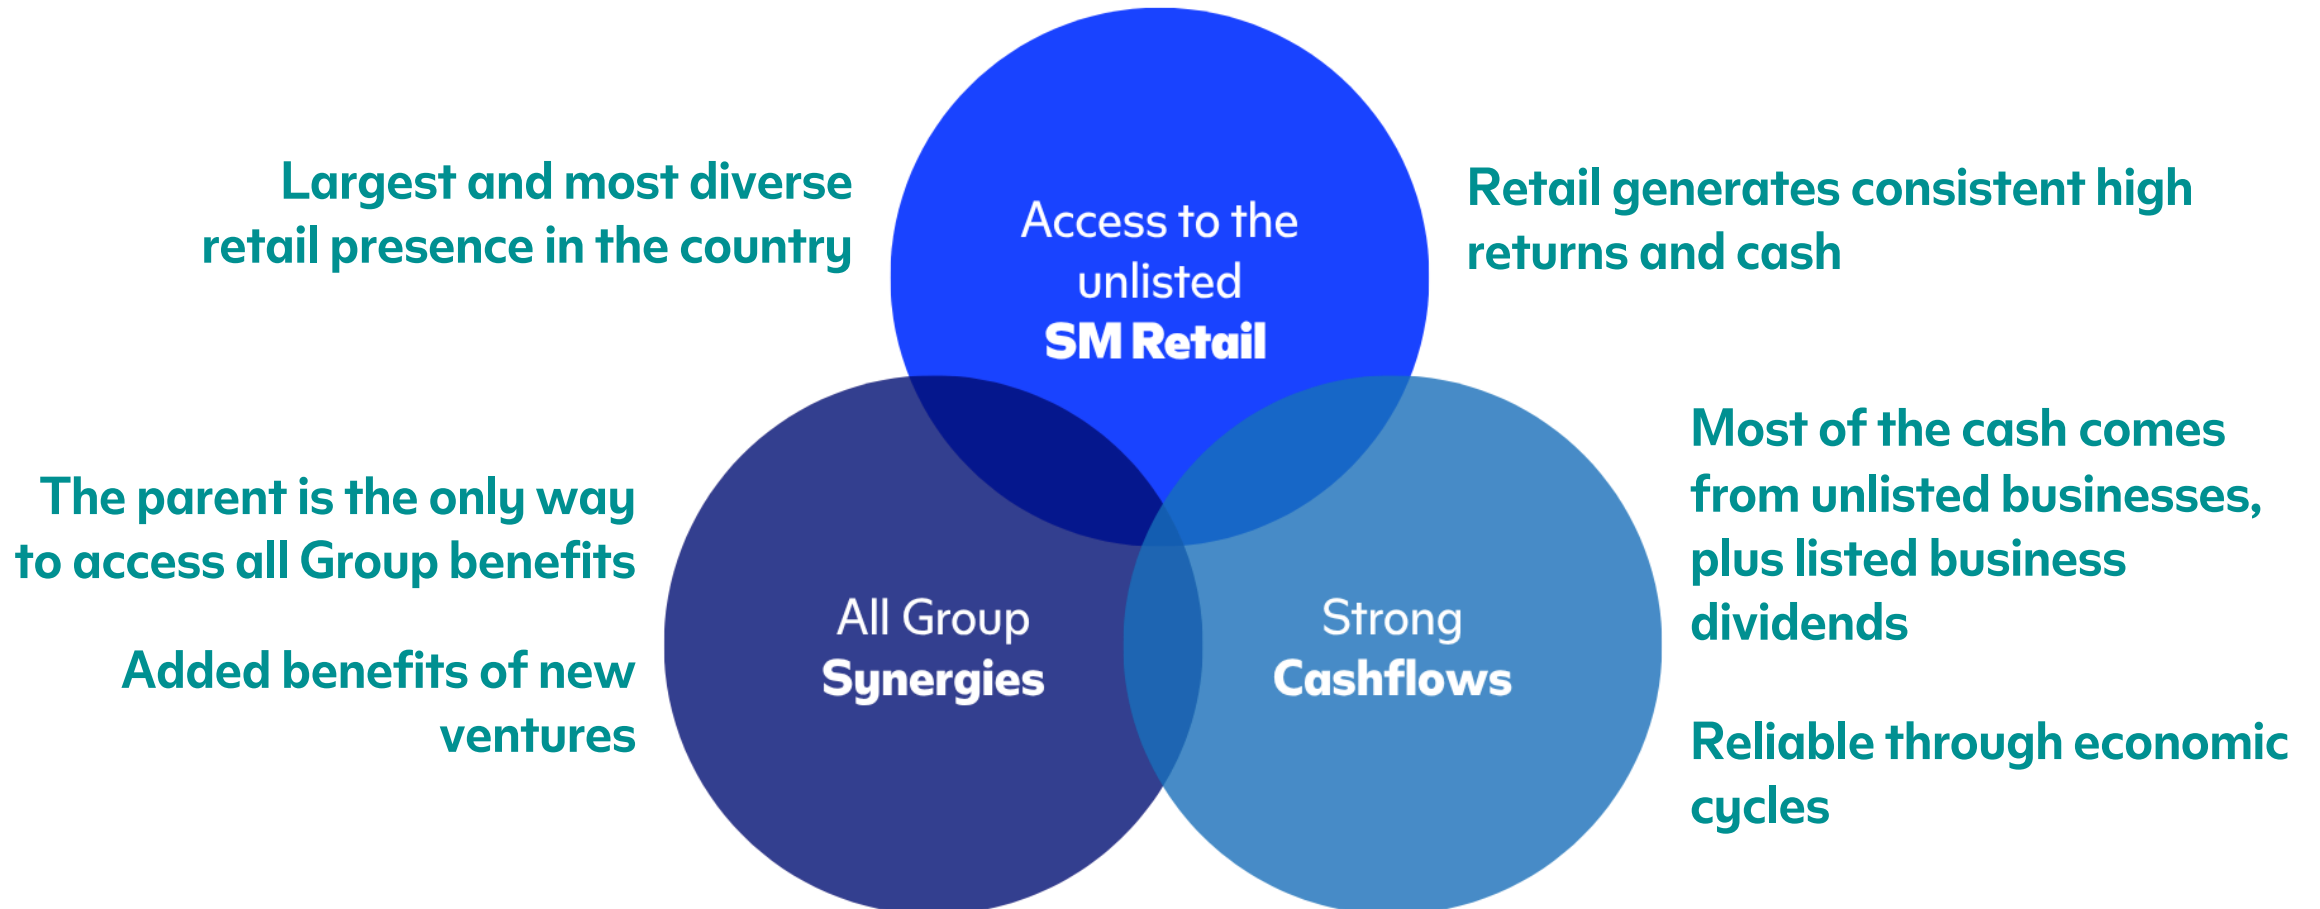 Largest and most diverse
retail presence in the country
Access to the
unlisted
SM Retail
Retail generates consistent high
returns and cash
The parent is the only way
to access all Group benefits
Added benefits of new
ventures
All Group
Synergies
Strong
Cashflows
Most of the cash comes
from unlisted businesses,
plus listed business
dividends
Reliable through economic
cycles